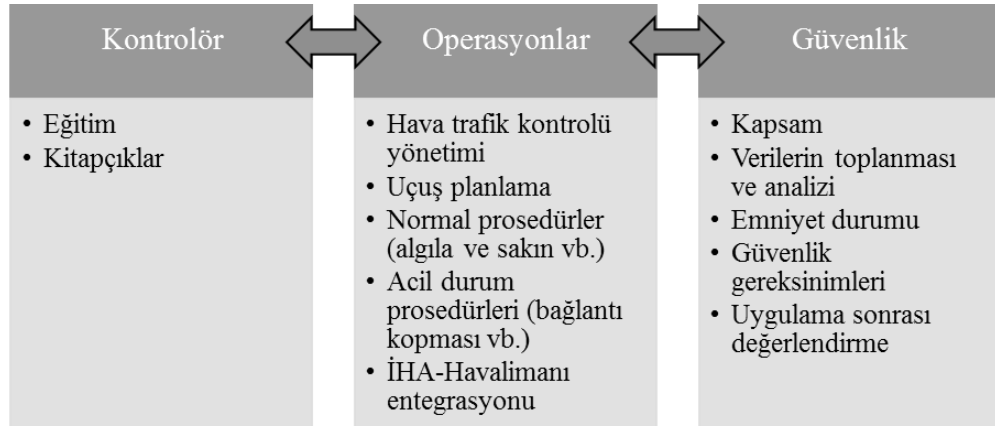 Kontrolör
• Eğitim
• Kitapçıklar
Operasyonlar
• Hava trafik kontrolü
yönetimi
• Uçuş planlama
• Normal prosedürler
(algıla ve sakın vb.)
• Acil durum
prosedürleri (bağlantı
kopması vb.)
• İHA-Havalimanı
entegrasyonu
Güvenlik
• Kapsam
• Verilerin toplanması
ve analizi
• Emniyet durumu
• Güvenlik
gereksinimleri
• Uygulama sonrası
değerlendirme